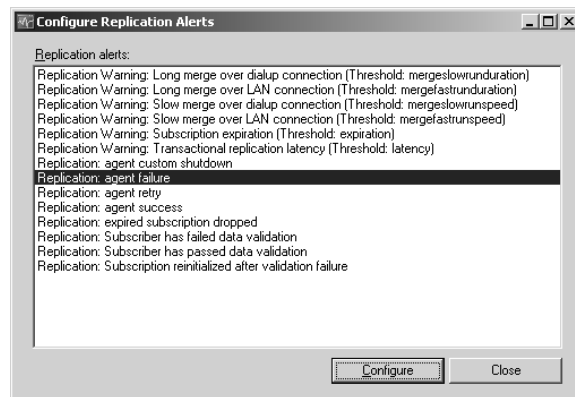 Configure Replication Alerts
Replication alerts:
Replication Warning: Long merge over dialup connection (Threshold: mergeslowrunduration)
Replication Warning: Long merge over LAN connection (Threshold: mergefastrunduration)
Replication Warning: Slow merge over dialup connection (Threshold: mergeslowrunspeed)
Replication Warning: Slow merge over LAN connection (Threshold: mergefastrunspeed)
Replication Warning: Subscription expiration (Threshold: expiration)
Replication Warning: Transactional replication latency (Threshold: latency)
Replication: agent custom shutdown
Replication: agent failure
Replication: agent retry
Replication: agent success
Replication: expired subscription dropped
Replication: Subscriber has failed data validation
Replication: Subscriber has passed data validation
Replication: Subscription reinitialized after validation failure
Configure Close